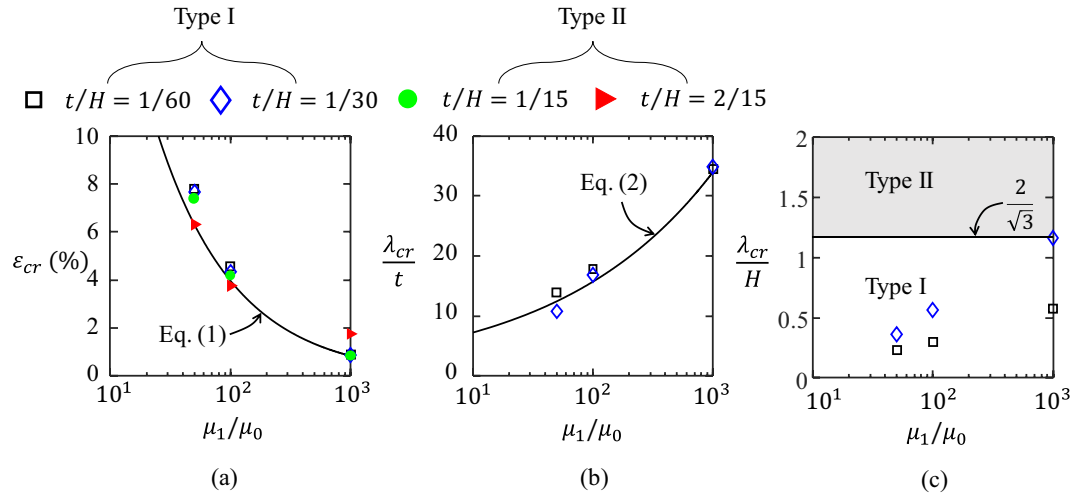 Type I Type II
t/H = 1/60 t/H = 1/30 t/H = 1/15 t/H = 2/15
10
8
6
4
2
0
ε_cr (%)
Eq. (1)
10^1 10^2 10^3
μ_1/μ_0
(a)
40
30
20
10
0
λ_cr/t
Eq. (2)
10^1 10^2 10^3
μ_1/μ_0
(b)
2
1.5
1
0.5
0
λ_cr/H
Type II
2/√3
Type I
10^1 10^2 10^3
μ_1/μ_0
(c)